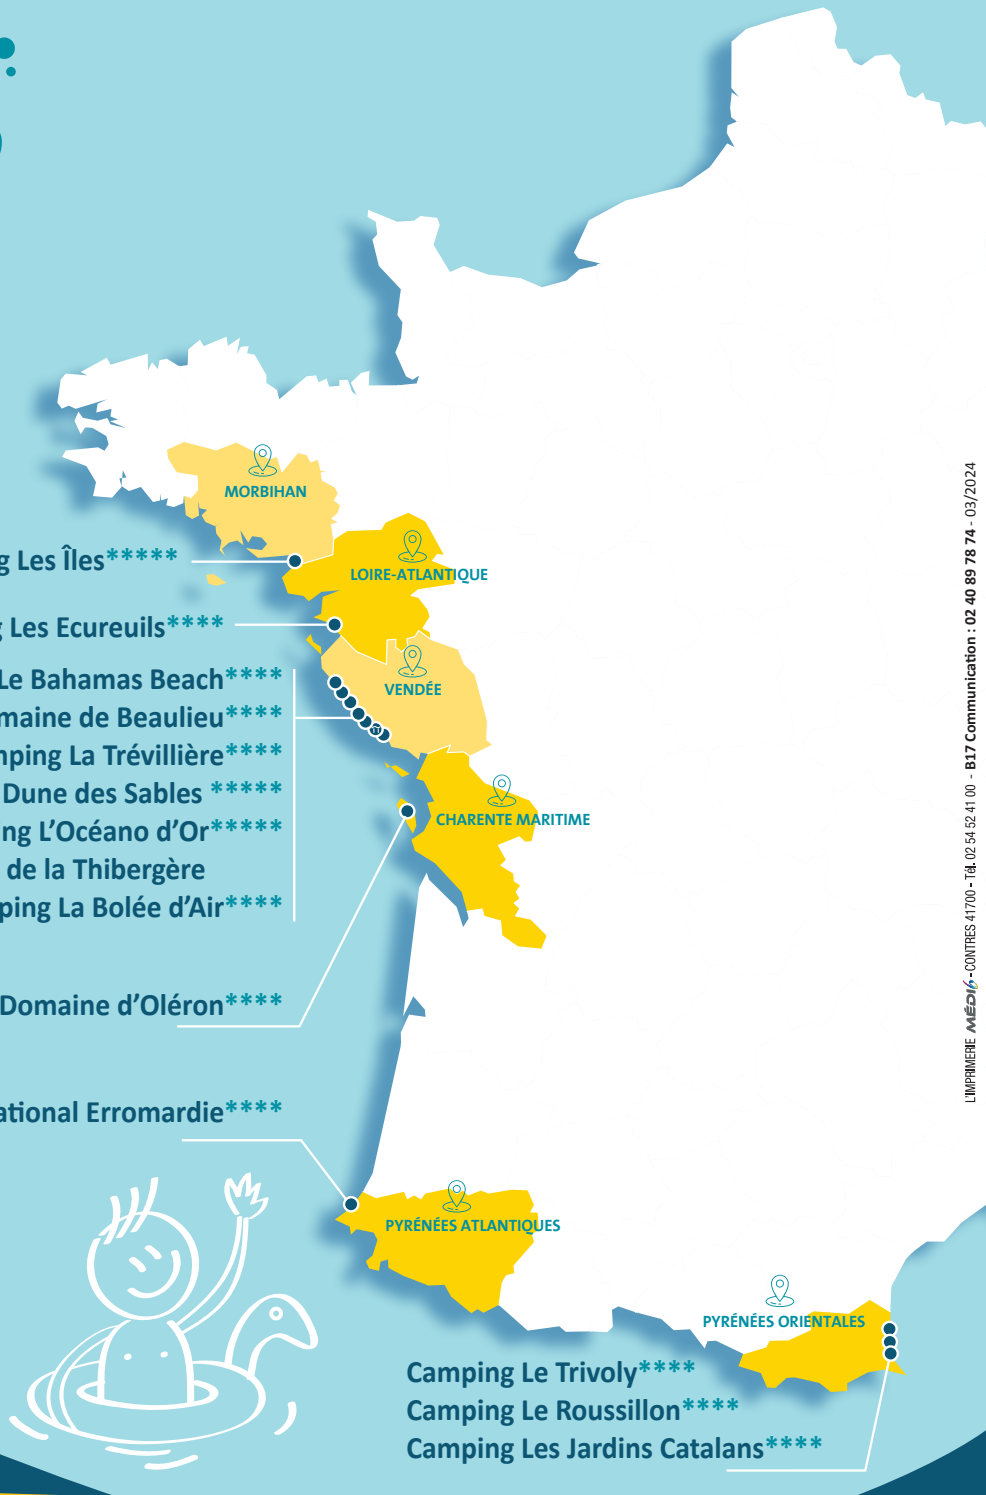 MORBIHAN
g Les Îles*****
LOIRE-ATLANTIQUE
g Les Ecureuils****
Le Bahamas Beach****
maine de Beaulieu****
mping La Trévillière****
Dune des Sables *****
ng L'Océano d'Or*****
de la Thibergère
ping La Bolée d'Air****
VENDÉE
CHARENTE MARITIME
Domaine d'Oléron****
ational Erromardie****
PYRÉNÉES ATLANTIQUES
PYRÉNÉES ORIENTALES
Camping Le Trivoly****
Camping Le Roussillon****
Camping Les Jardins Catalans****
L'IMPRIMERIE MÉDI6 - CONTRES 41700 - Tél. 02 54 52 41 00 - B17 Communication : 02 40 89 78 74 - 03/2024